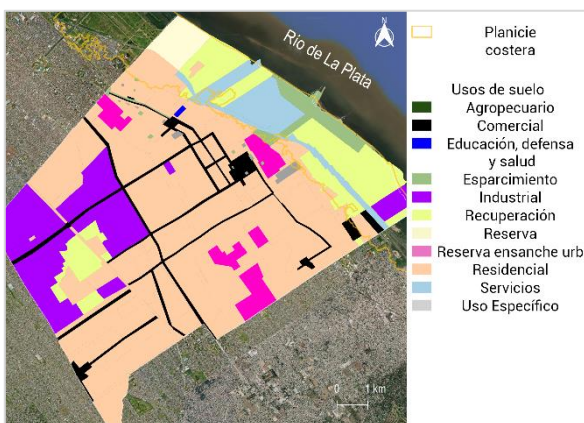 Río de La Plata
0 1 km
Planicie
costera
Usos de suelo
Agropecuario
Comercial
Educación, defensa
y salud
Esparcimiento
Industrial
Recuperación
Reserva
Reserva ensanche urb
Residencial
Servicios
Uso Específico